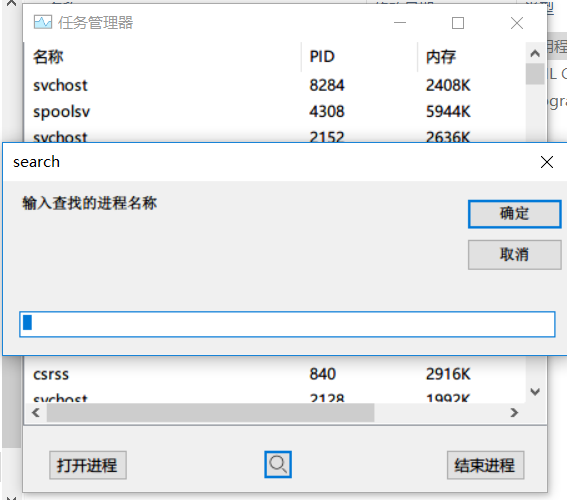 任务管理器
名称 PID 内存
svchost 8284 2408K
spoolsv 4308 5944K
svchost 2152 2636K
search
输入查找的进程名称
确定
取消
csrss 840 2916K
svchost 2128 1992K
打开进程
结束进程